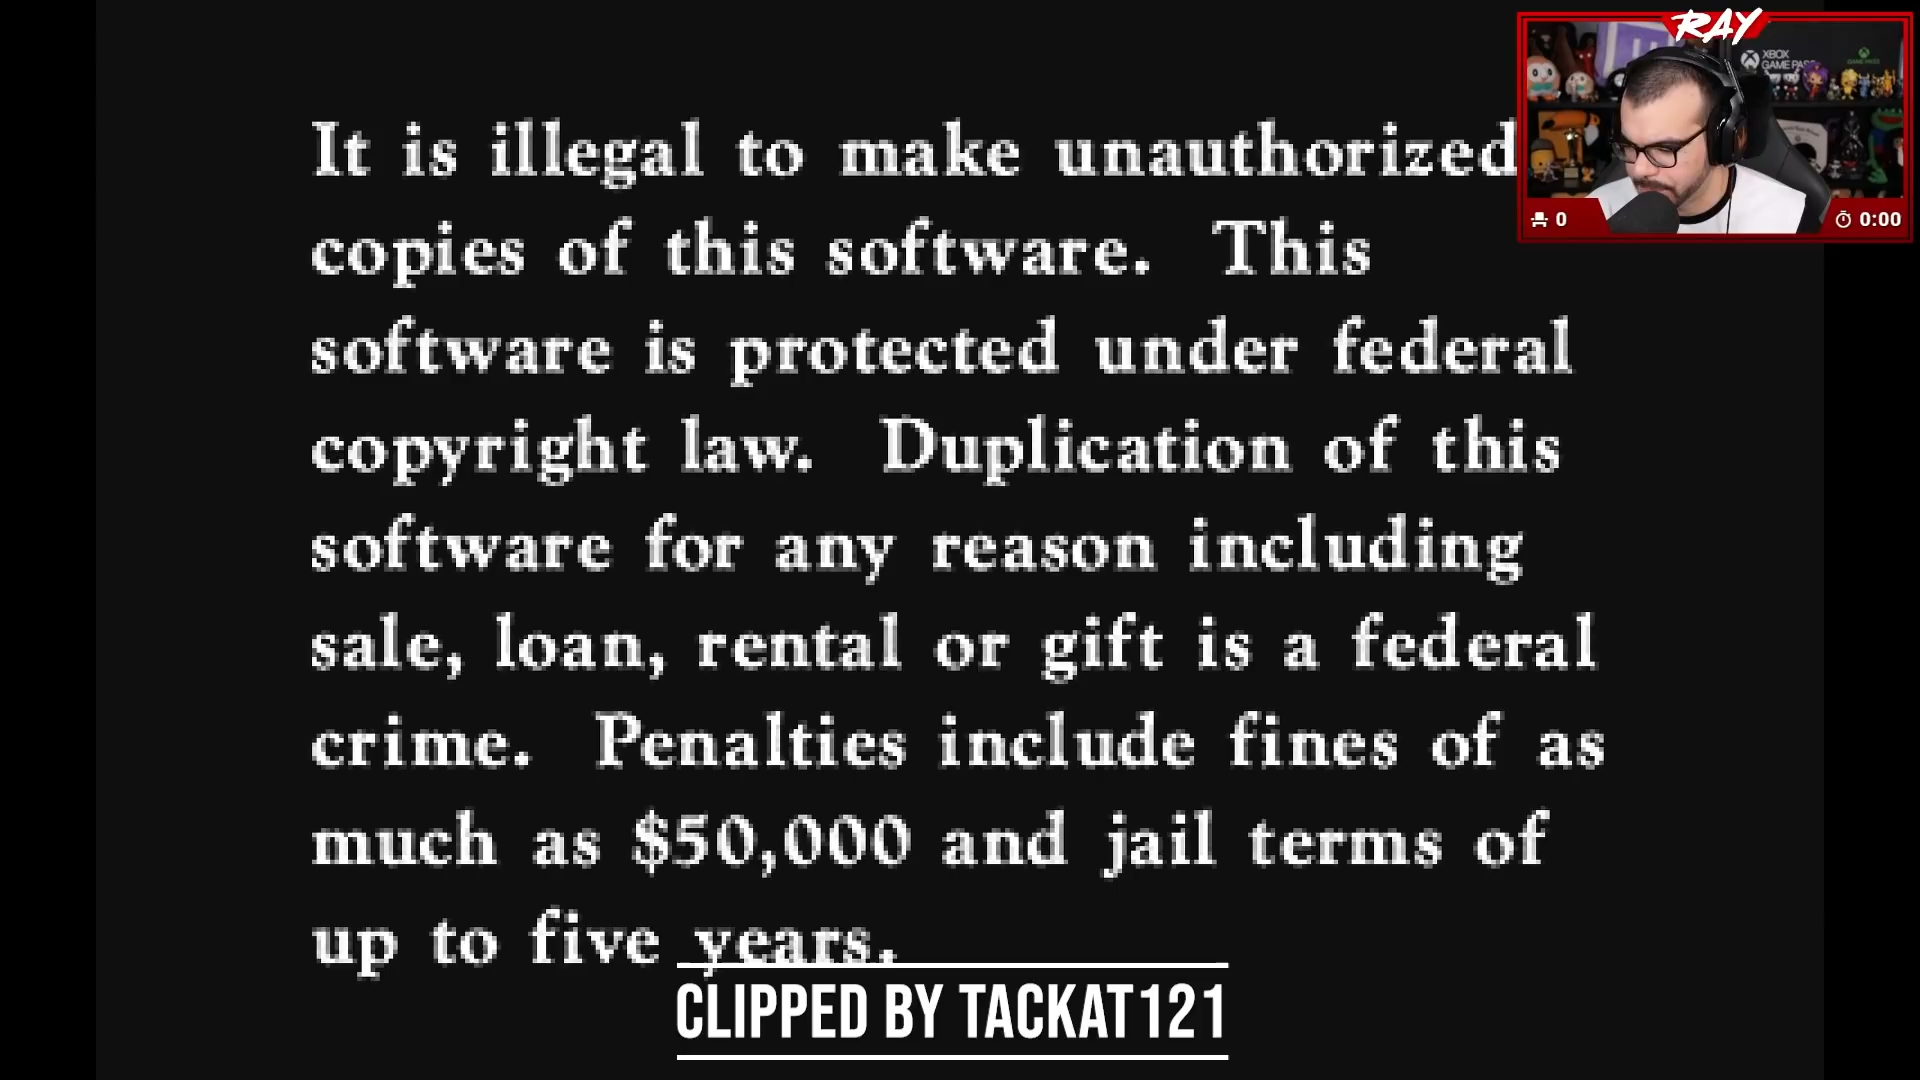 RAY
XBOX
GAME PASS
It is illegal to make unauthorized
copies of this software.  This
software is protected under federal
copyright law.  Duplication of this
software for any reason including
sale, loan, rental or gift is a federal
crime.  Penalties include fines of as
much as $50,000 and jail terms of
up to five years.
0
0:00
CLIPPED BY TACKAT121